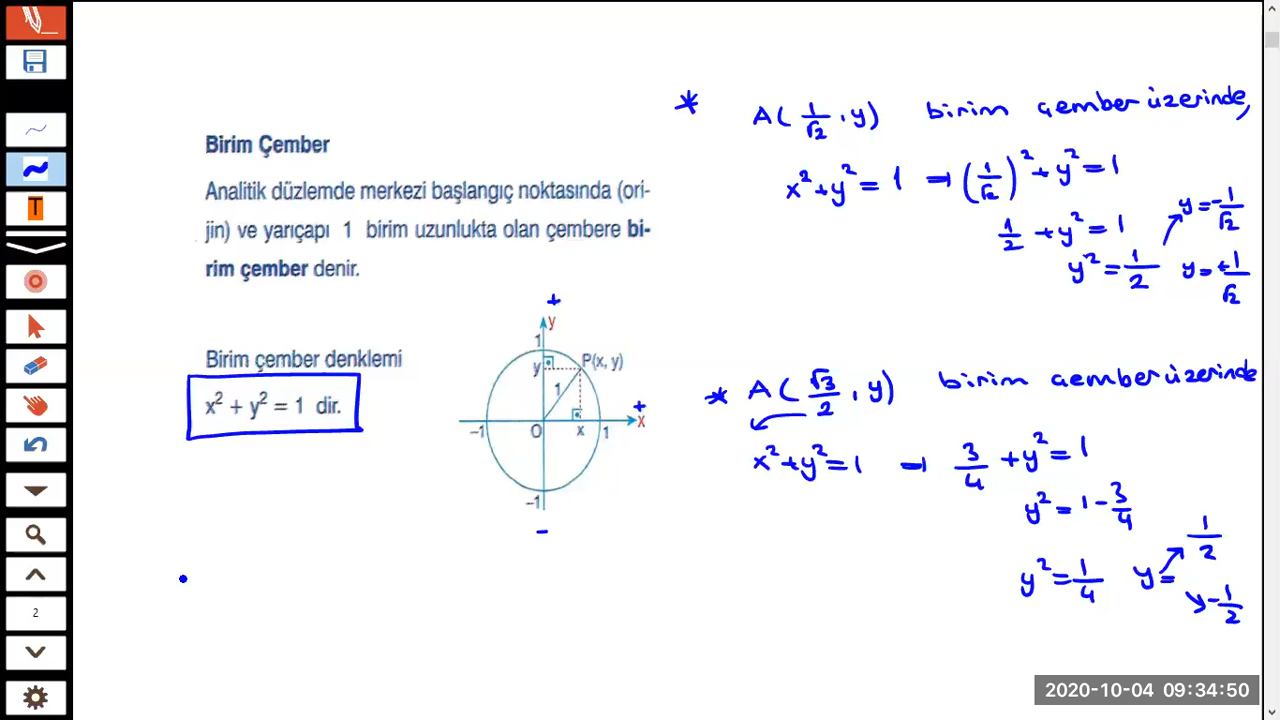 Birim Çember
Analitik düzlemde merkezi başlangıç noktasında (ori-
jin) ve yarıçapı 1 birim uzunlukta olan çembere bi-
rim çember denir.
Birim çember denklemi
x² + y² = 1 dir.
+
y
1
y
P(x, y)
1
+
-1
O
x
1
x
-1
-
* A(1/√2, y) birim çember üzerinde,
x²+y²=1 ⇒ (1/√2)²+y²=1
1/2 + y²=1
y=-1/√2
y²=1/2 y=+1/√2
* A(√3/2, y) birim çember üzerinde
x²+y²=1 ⇒ 3/4 +y²=1
y²=1-3/4
y²=1/4 y= 1/2
-1/2
T
2
2020-10-04 09:34:50